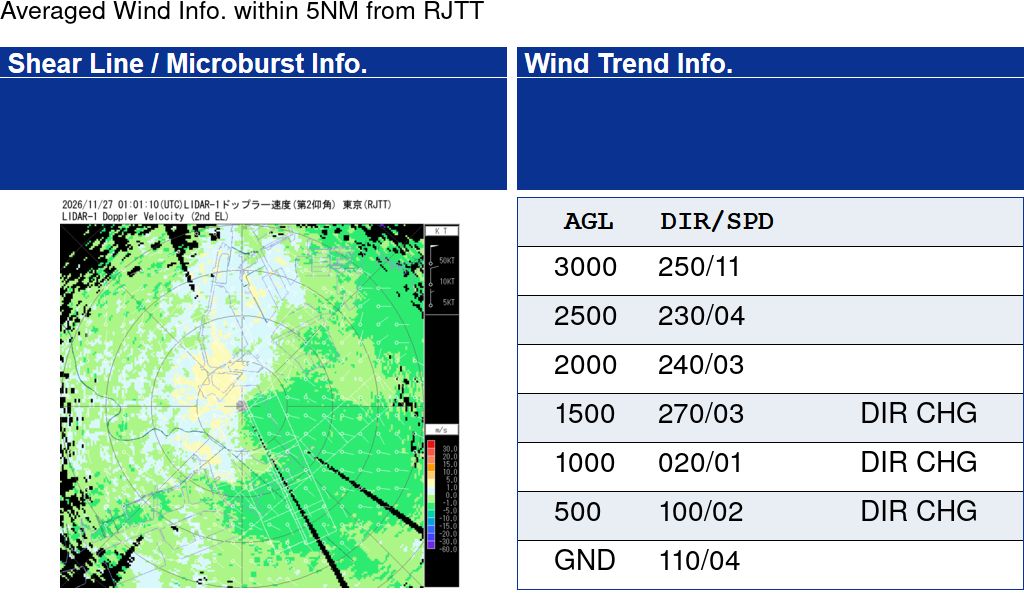 Averaged Wind Info. within 5NM from RJTT
Shear Line / Microburst Info.
Wind Trend Info.
2026/11/27 01:01:10(UTC)LIDAR-1ドップラー速度(第2仰角) 東京(RJTT)
LIDAR-1 Doppler Velocity (2nd EL)
K T
50KT
10KT
5KT
m/s
30.0
20.0
15.0
10.0
5.0
1.0
0.0
-1.0
-5.0
-10.0
-15.0
-20.0
-30.0
-60.0
AGL DIR/SPD
3000 250/11
2500 230/04
2000 240/03
1500 270/03 DIR CHG
1000 020/01 DIR CHG
500 100/02 DIR CHG
GND 110/04